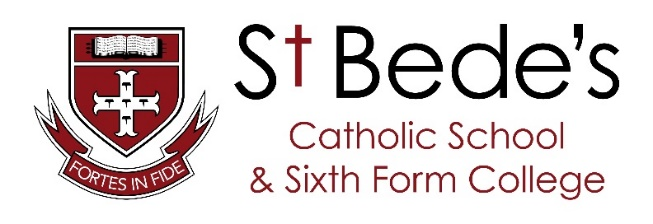 St Bede's
Catholic School
& Sixth Form College
FORTES IN FIDE